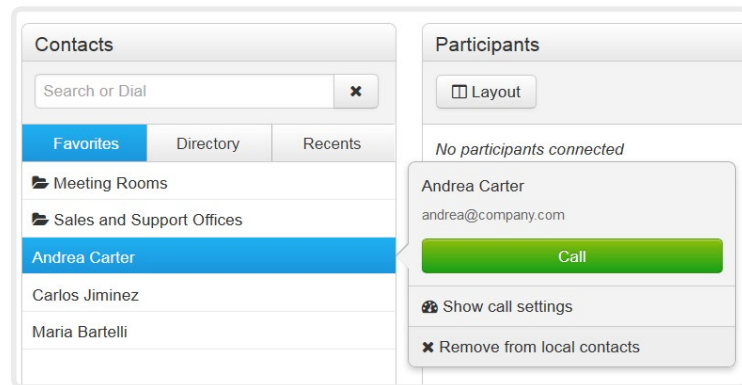 Contacts
Search or Dial
Favorites Directory Recents
Meeting Rooms
Sales and Support Offices
Andrea Carter
Carlos Jiminez
Maria Bartelli
Participants
Layout
No participants connected
Andrea Carter
andrea@company.com
Call
Show call settings
Remove from local contacts